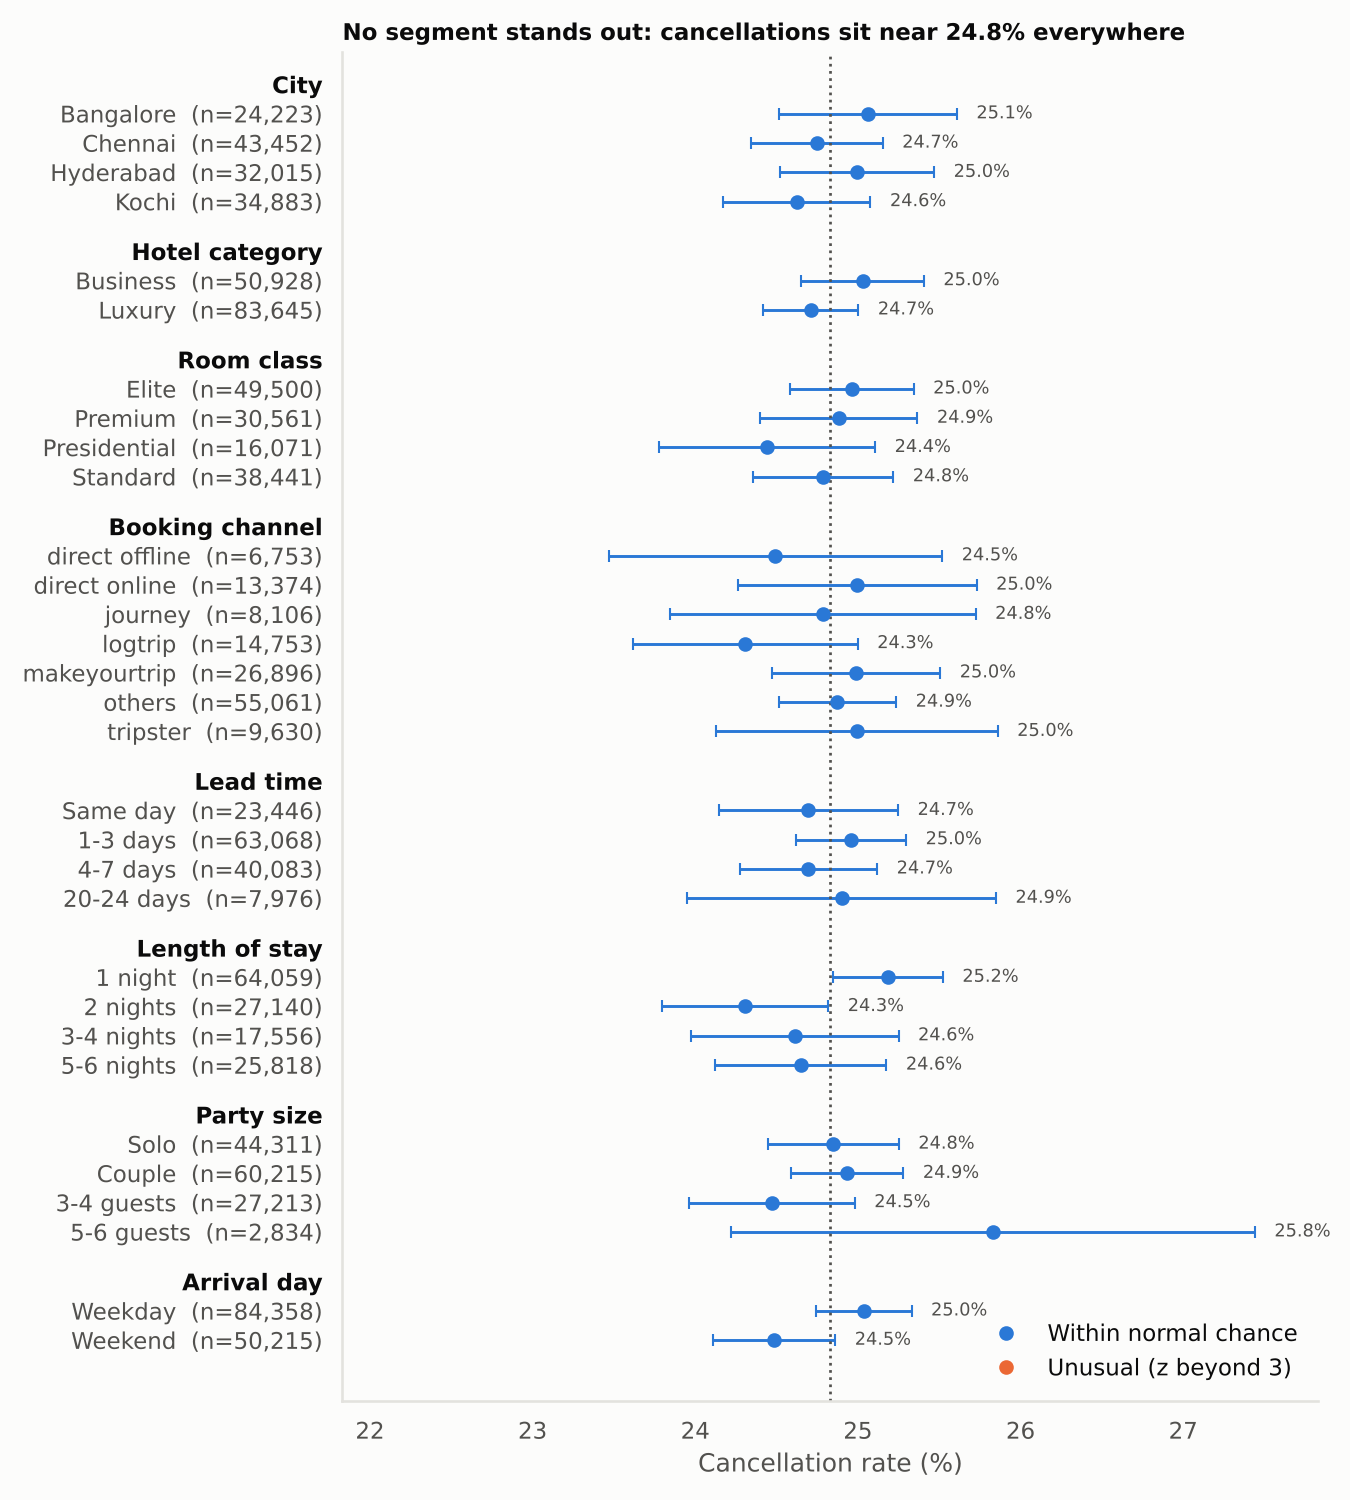 No segment stands out: cancellations sit near 24.8% everywhere
City
Bangalore (n=24,223) 25.1%
Chennai (n=43,452) 24.7%
Hyderabad (n=32,015) 25.0%
Kochi (n=34,883) 24.6%
Hotel category
Business (n=50,928) 25.0%
Luxury (n=83,645) 24.7%
Room class
Elite (n=49,500) 25.0%
Premium (n=30,561) 24.9%
Presidential (n=16,071) 24.4%
Standard (n=38,441) 24.8%
Booking channel
direct offline (n=6,753) 24.5%
direct online (n=13,374) 25.0%
journey (n=8,106) 24.8%
logtrip (n=14,753) 24.3%
makeyourtrip (n=26,896) 25.0%
others (n=55,061) 24.9%
tripster (n=9,630) 25.0%
Lead time
Same day (n=23,446) 24.7%
1-3 days (n=63,068) 25.0%
4-7 days (n=40,083) 24.7%
20-24 days (n=7,976) 24.9%
Length of stay
1 night (n=64,059) 25.2%
2 nights (n=27,140) 24.3%
3-4 nights (n=17,556) 24.6%
5-6 nights (n=25,818) 24.6%
Party size
Solo (n=44,311) 24.8%
Couple (n=60,215) 24.9%
3-4 guests (n=27,213) 24.5%
5-6 guests (n=2,834) 25.8%
Arrival day
Weekday (n=84,358) 25.0%
Weekend (n=50,215) 24.5%
Within normal chance
Unusual (z beyond 3)
22 23 24 25 26 27
Cancellation rate (%)